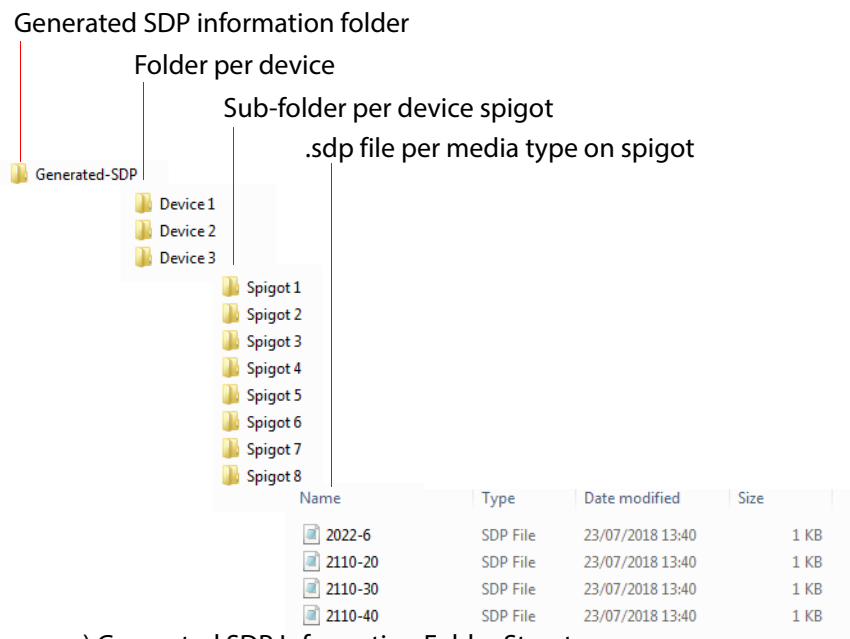 Generated SDP information folder
Folder per device
Sub-folder per device spigot
.sdp file per media type on spigot
Generated-SDP
Device 1
Device 2
Device 3
Spigot 1
Spigot 2
Spigot 3
Spigot 4
Spigot 5
Spigot 6
Spigot 7
Spigot 8
Name Type Date modified Size
2022-6 SDP File 23/07/2018 13:40 1 KB
2110-20 SDP File 23/07/2018 13:40 1 KB
2110-30 SDP File 23/07/2018 13:40 1 KB
2110-40 SDP File 23/07/2018 13:40 1 KB
) Generated SDP Information Folder